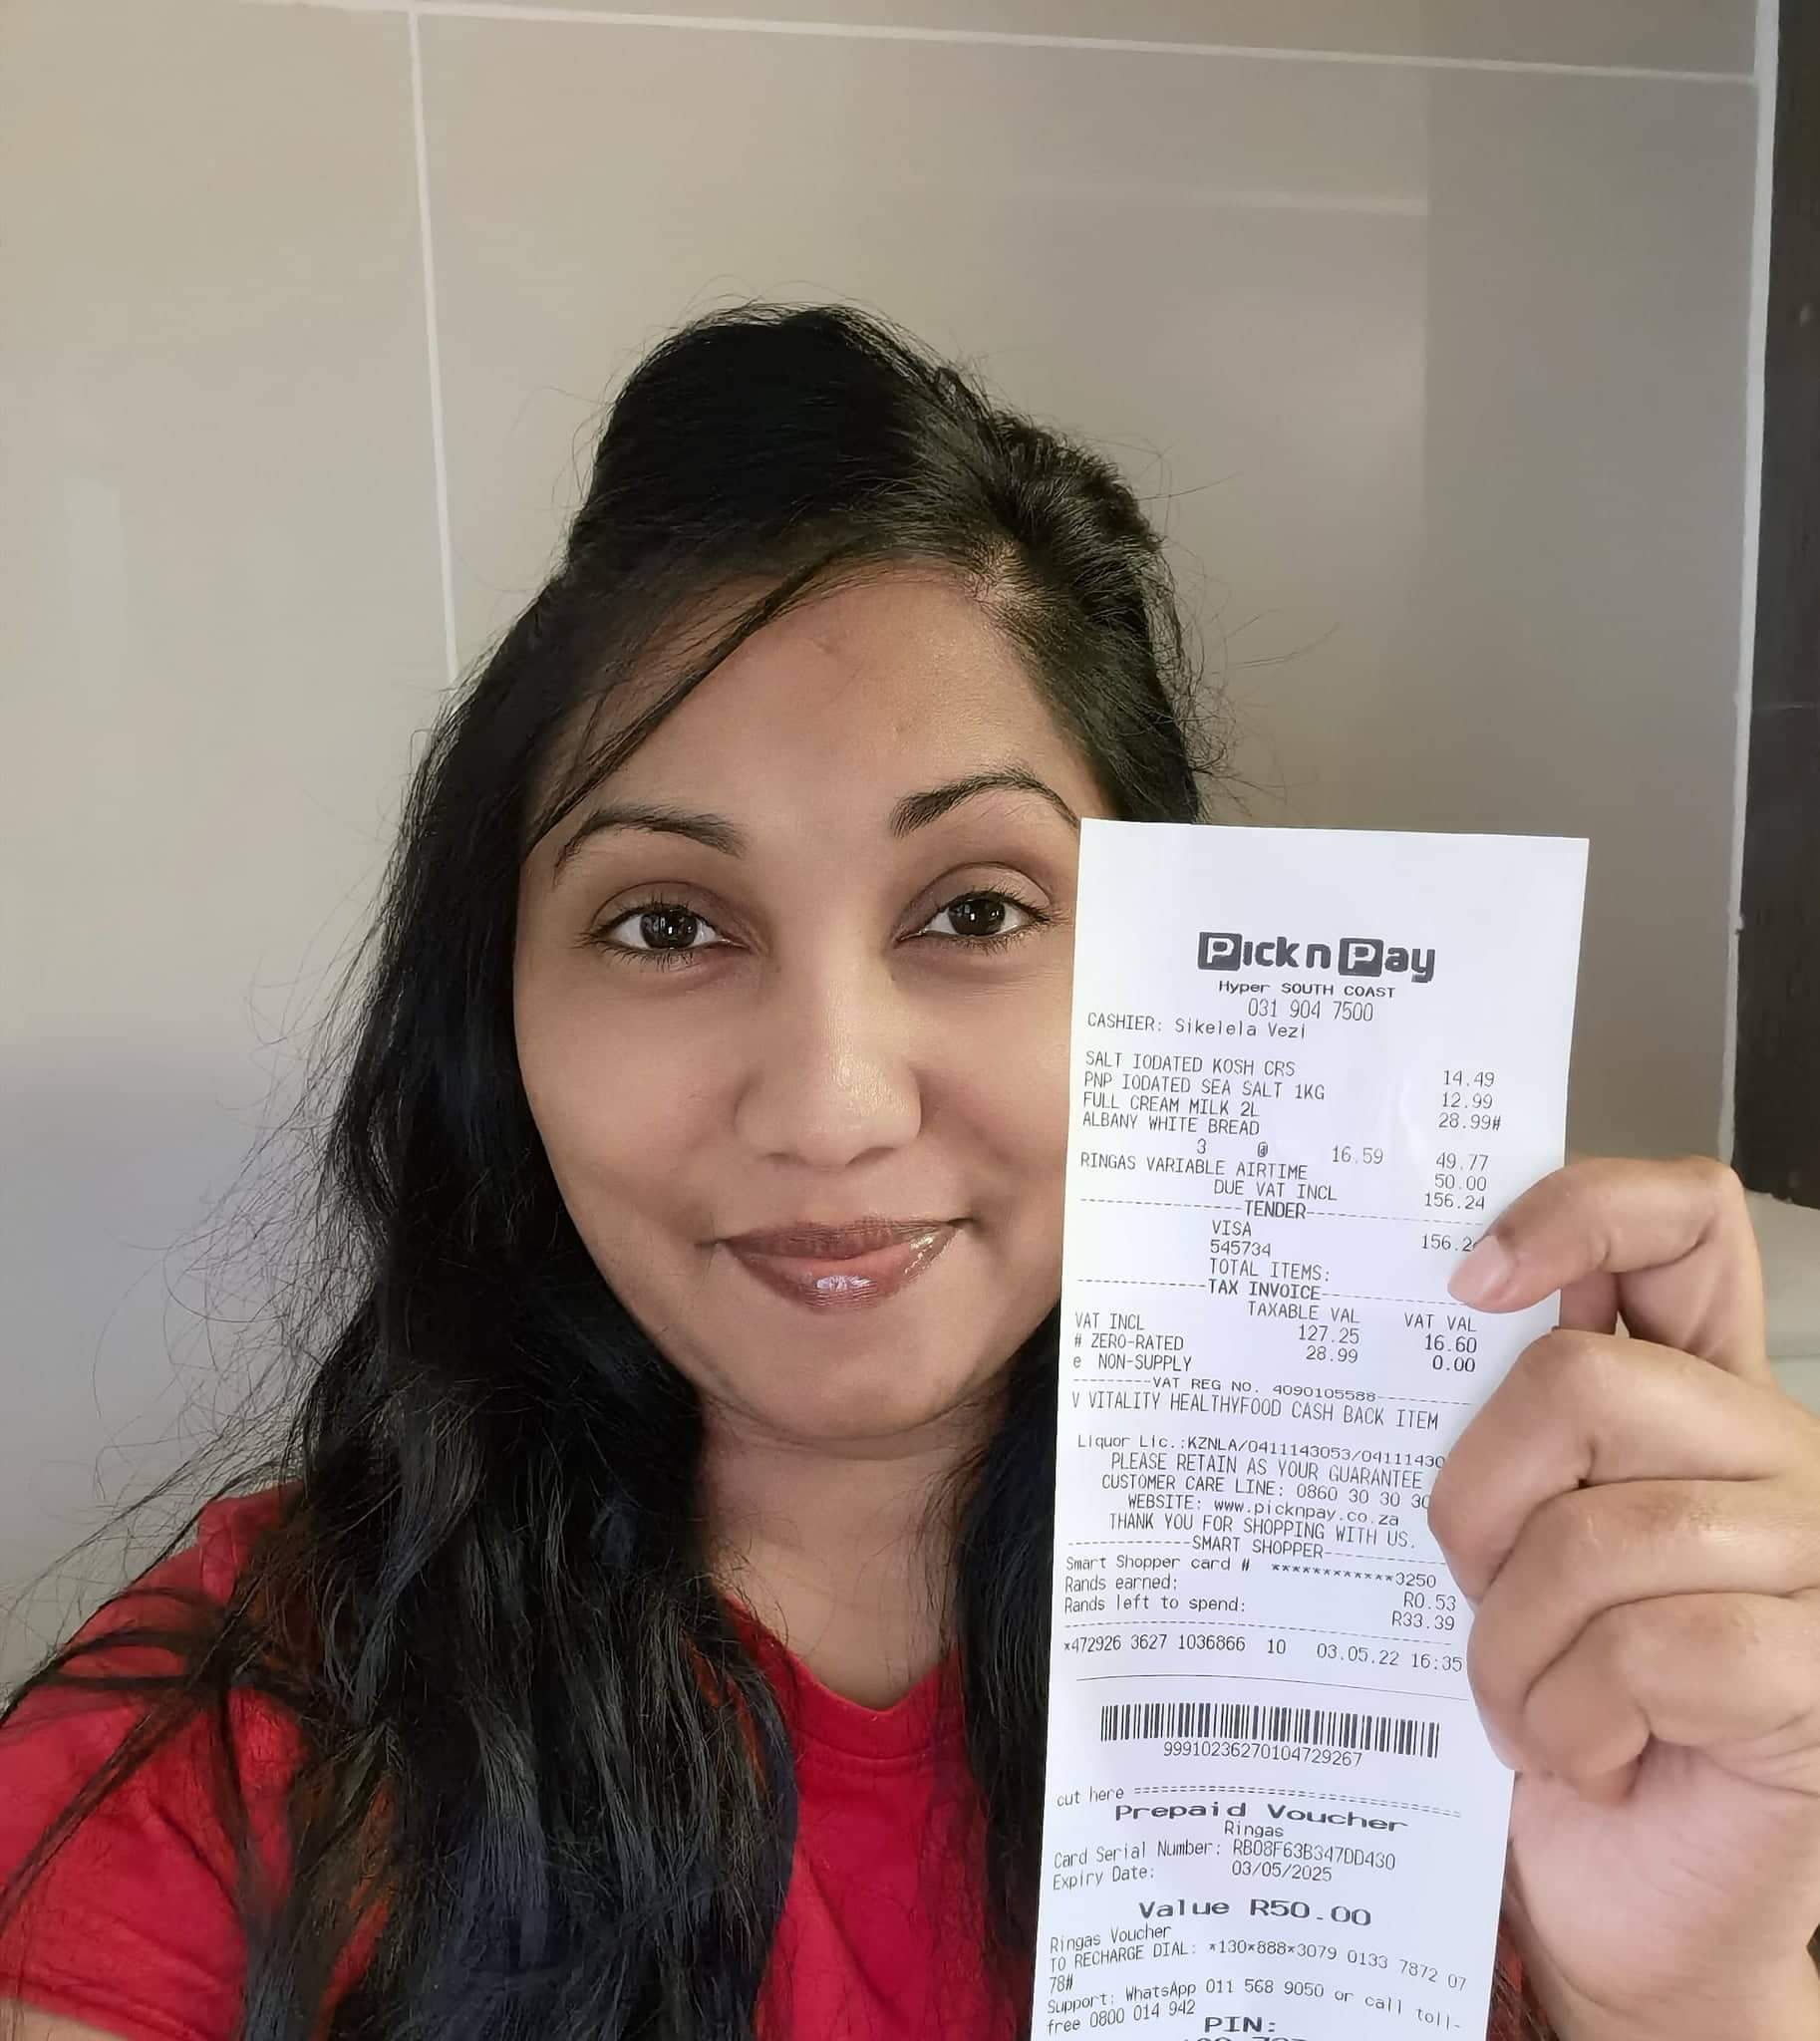 Pick n Pay
Hyper SOUTH COAST
031 904 7500
CASHIER: Sikelela Vezi
SALT IODATED KOSH CRS 14.49
PNP IODATED SEA SALT 1KG 12.99
FULL CREAM MILK 2L 28.99#
ALBANY WHITE BREAD
3 @ 16.59 49.77
RINGAS VARIABLE AIRTIME 50.00
DUE VAT INCL 156.24
------------TENDER------------
VISA 156.2
545734
TOTAL ITEMS:
------------TAX INVOICE------------
TAXABLE VAL VAT VAL
VAT INCL 127.25 16.60
# ZERO-RATED 28.99 0.00
e NON-SUPPLY
---------VAT REG NO. 4090105588---------
V VITALITY HEALTHYFOOD CASH BACK ITEM
Liquor Lic.:KZNLA/0411143053/04111430
PLEASE RETAIN AS YOUR GUARANTEE
CUSTOMER CARE LINE: 0860 30 30 30
WEBSITE: www.picknpay.co.za
THANK YOU FOR SHOPPING WITH US.
------------SMART SHOPPER------------
Smart Shopper card # ************3250
Rands earned: R0.53
Rands left to spend: R33.39
*472926 3627 1036866 10 03.05.22 16:35
99910236270104729267
cut here ==============================
Prepaid Voucher
Ringas
Card Serial Number: RB08F63B347DD430
Expiry Date: 03/05/2025
Value R50.00
Ringas Voucher
TO RECHARGE DIAL: *130*888*3079 0133 7872 07
78#
Support: WhatsApp 011 568 9050 or call toll-
free 0800 014 942
PIN: